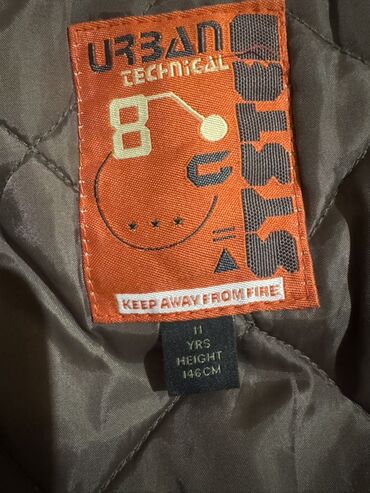 URBAN
TECHNICAL
8
G
SYSTEM
KEEP AWAY FROM FIRE
11
YRS
HEIGHT
146CM